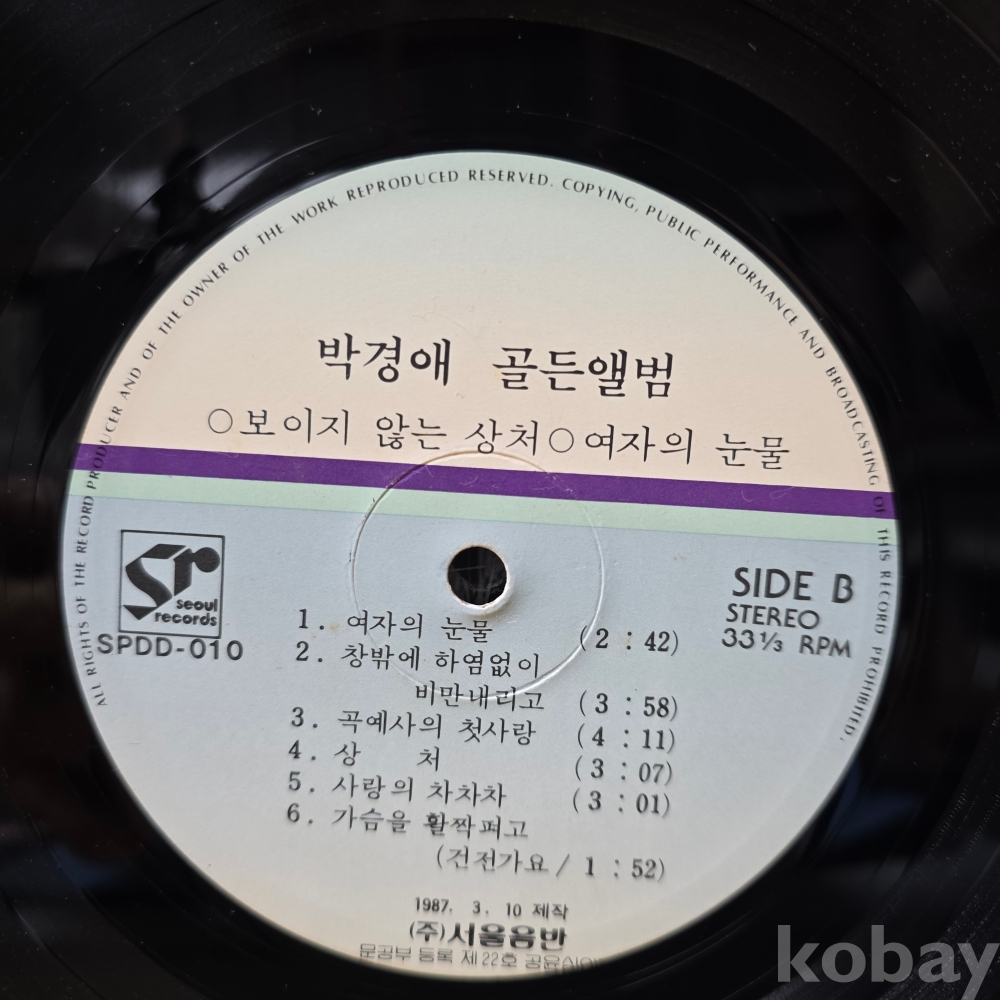 ALL RIGHTS OF THE RECORD PRODUCER AND OF THE OWNER OF THE WORK REPRODUCED RESERVED. COPYING, PUBLIC PERFORMANCE AND BROADCASTING OF THIS RECORD PROHIBITED.
박경애 골든앨범
○보이지 않는 상처○여자의 눈물
Sr
seoul
records
SPDD-010
SIDE B
STEREO
33⅓ RPM
1. 여자의 눈물 (2 : 42)
2. 창밖에 하염없이
비만내리고 (3 : 58)
3. 곡예사의 첫사랑 (4 : 11)
4. 상 처 (3 : 07)
5. 사랑의 차차차 (3 : 01)
6. 가슴을 활짝펴고
(건전가요 / 1 : 52)
1987. 3. 10 제작
(주)서울음반
문공부 등록 제22호
kobay